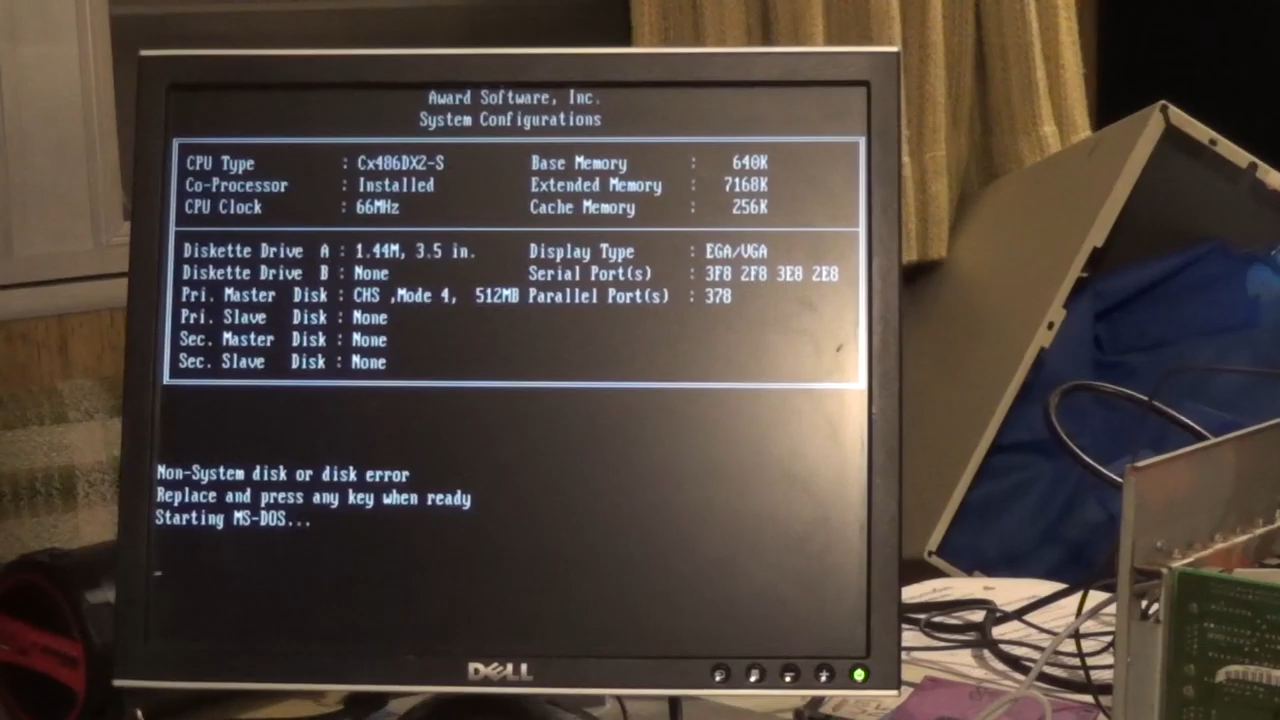 Award Software, Inc.
System Configurations
CPU Type : Cx486DX2-S Base Memory : 640K
Co-Processor : Installed Extended Memory : 7168K
CPU Clock : 66MHz Cache Memory : 256K
Diskette Drive A : 1.44M, 3.5 in. Display Type : EGA/VGA
Diskette Drive B : None Serial Port(s) : 3F8 2F8 3E8 2E8
Pri. Master Disk : CHS ,Mode 4, 512MB Parallel Port(s) : 378
Pri. Slave Disk : None
Sec. Master Disk : None
Sec. Slave Disk : None
Non-System disk or disk error
Replace and press any key when ready
Starting MS-DOS...
DELL